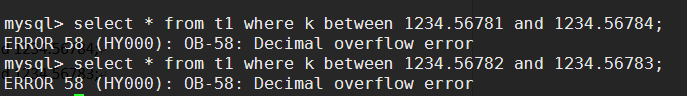 mysql> select * from t1 where k between 1234.56781 and 1234.56784;
ERROR 58 (HY000): OB-58: Decimal overflow error
mysql> select * from t1 where k between 1234.56782 and 1234.56783;
ERROR 58 (HY000): OB-58: Decimal overflow error